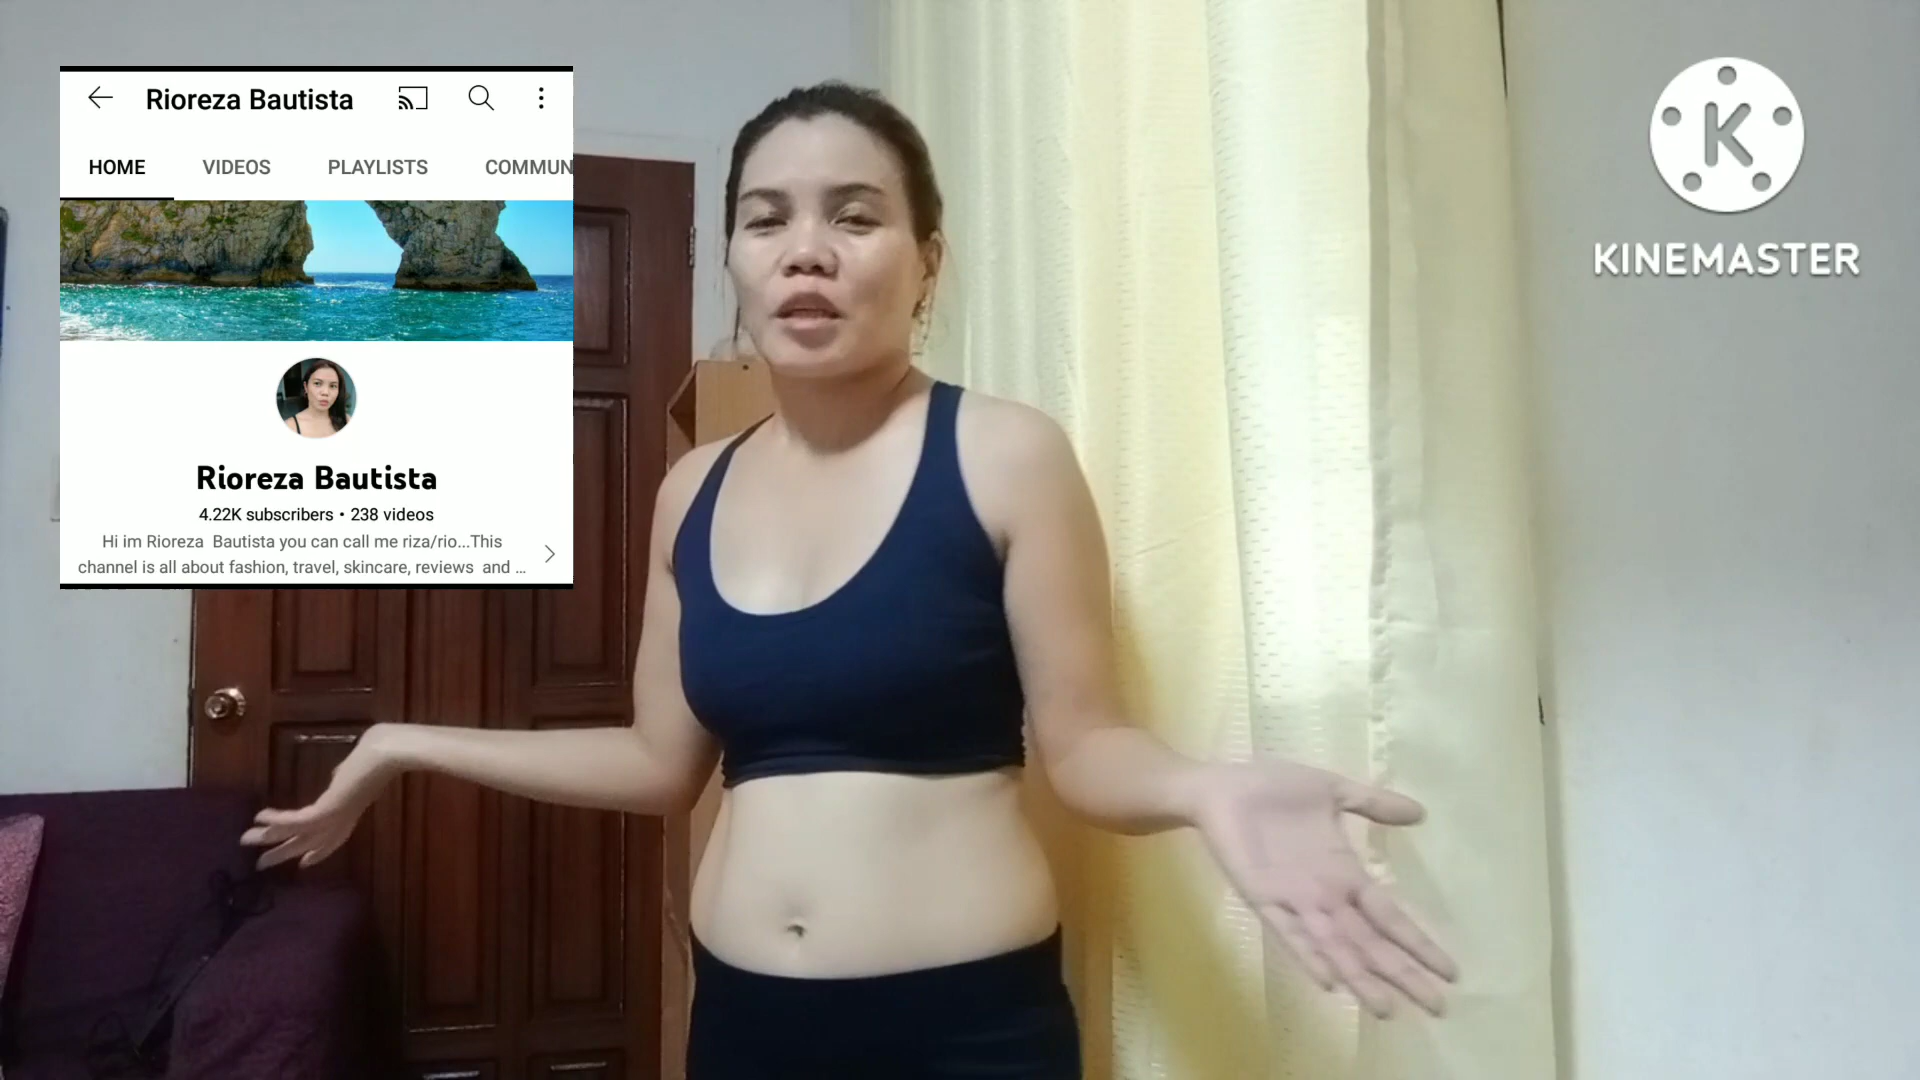 Rioreza Bautista
HOME VIDEOS PLAYLISTS COMMUN
Rioreza Bautista
4.22K subscribers • 238 videos
Hi im Rioreza Bautista you can call me riza/rio...This
channel is all about fashion, travel, skincare, reviews and ...
K
KINEMASTER